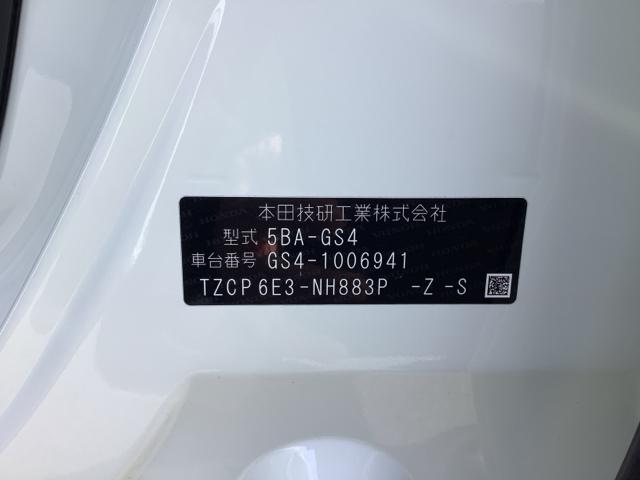 本田技研工業株式会社
型式 5BA-GS4
車台番号 GS4-1006941
TZCP6E3-NH883P -Z -S